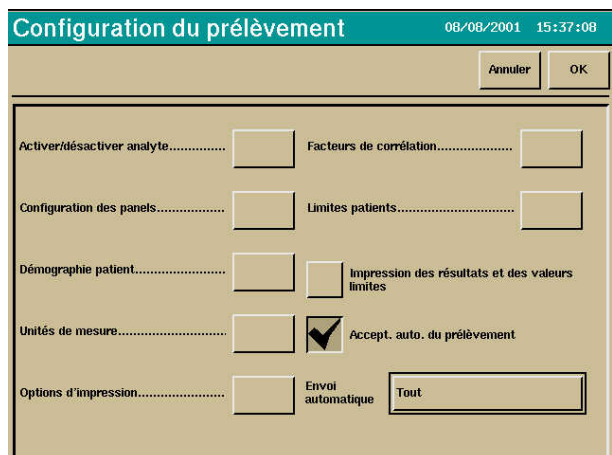 Configuration du prélèvement 08/08/2001 15:37:08
Annuler OK
Activer/désactiver analyte.............. Facteurs de corrélation...................
Configuration des panels................. Limites patients.............................
Démographie patient.......................
Impression des résultats et des valeurs
limites
Unités de mesure.......................... Accept. auto. du prélèvement
Options d'impression......................
Envoi
automatique
Tout